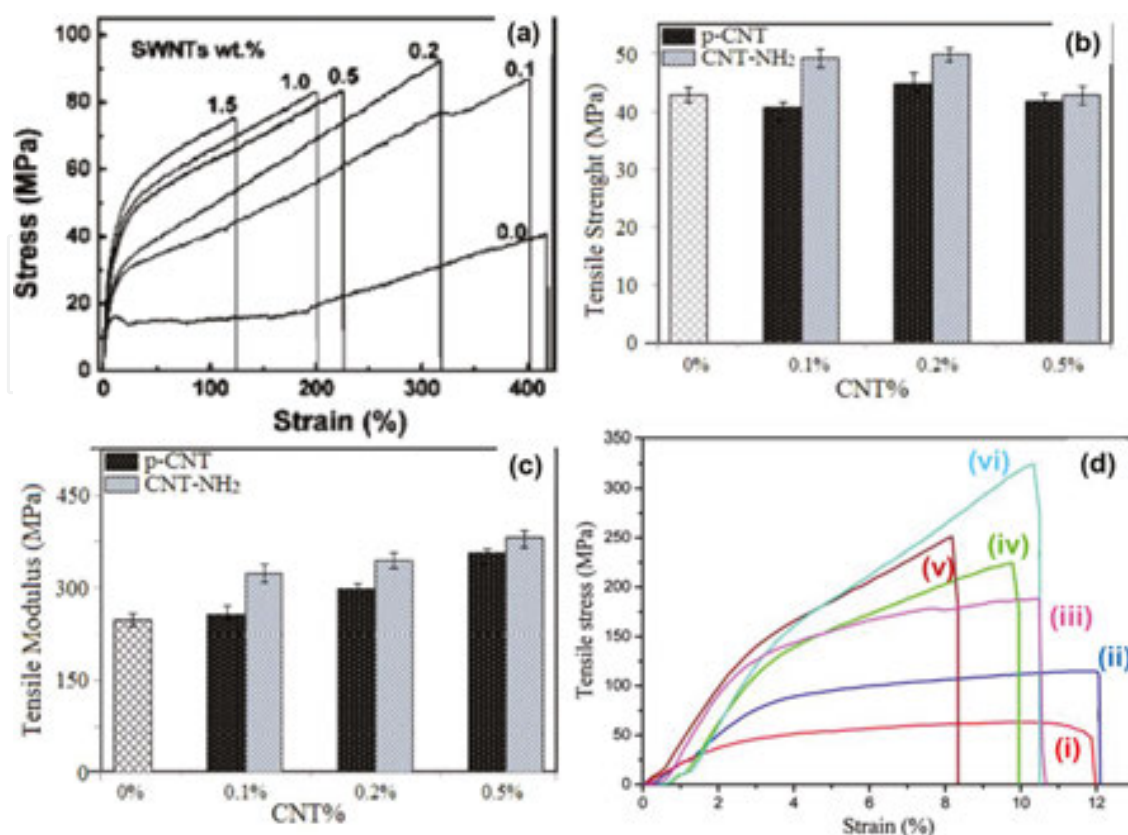 (a)
SWNTs wt.%
1.5
1.0
0.5
0.2
0.1
0.0
100
80
60
40
20
0
Stress (MPa)
0 100 200 300 400
Strain (%)
(b)
p-CNT
CNT-NH₂
50
40
30
20
10
0
Tensile Strenght (MPa)
0% 0.1% 0.2% 0.5%
CNT%
(c)
p-CNT
CNT-NH₂
450
300
150
0
Tensile Modulus (MPa)
0% 0.1% 0.2% 0.5%
CNT%
(d)
(vi)
(v)
(iv)
(iii)
(ii)
(i)
350
300
250
200
150
100
50
0
Tensile stress (MPa)
0 2 4 6 8 10 12
Strain (%)